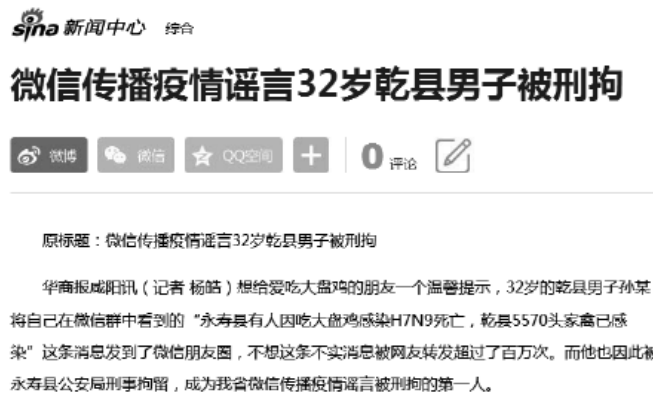 sina 新闻中心 综合
微信传播疫情谣言32岁乾县男子被刑拘
微博 微信 QQ空间 0 评论
原标题：微信传播疫情谣言32岁乾县男子被刑拘
华商报咸阳讯（记者 杨皓）想给爱吃大盘鸡的朋友一个温馨提示，32岁的乾县男子孙某
将自己在微信群中看到的“永寿县有人因吃大盘鸡感染H7N9死亡，乾县5570头家禽已感
染”这条消息发到了微信朋友圈，不想这条不实消息被网友转发超过了百万次。而他也因此被
永寿县公安局刑事拘留，成为我省微信传播疫情谣言被刑拘的第一人。